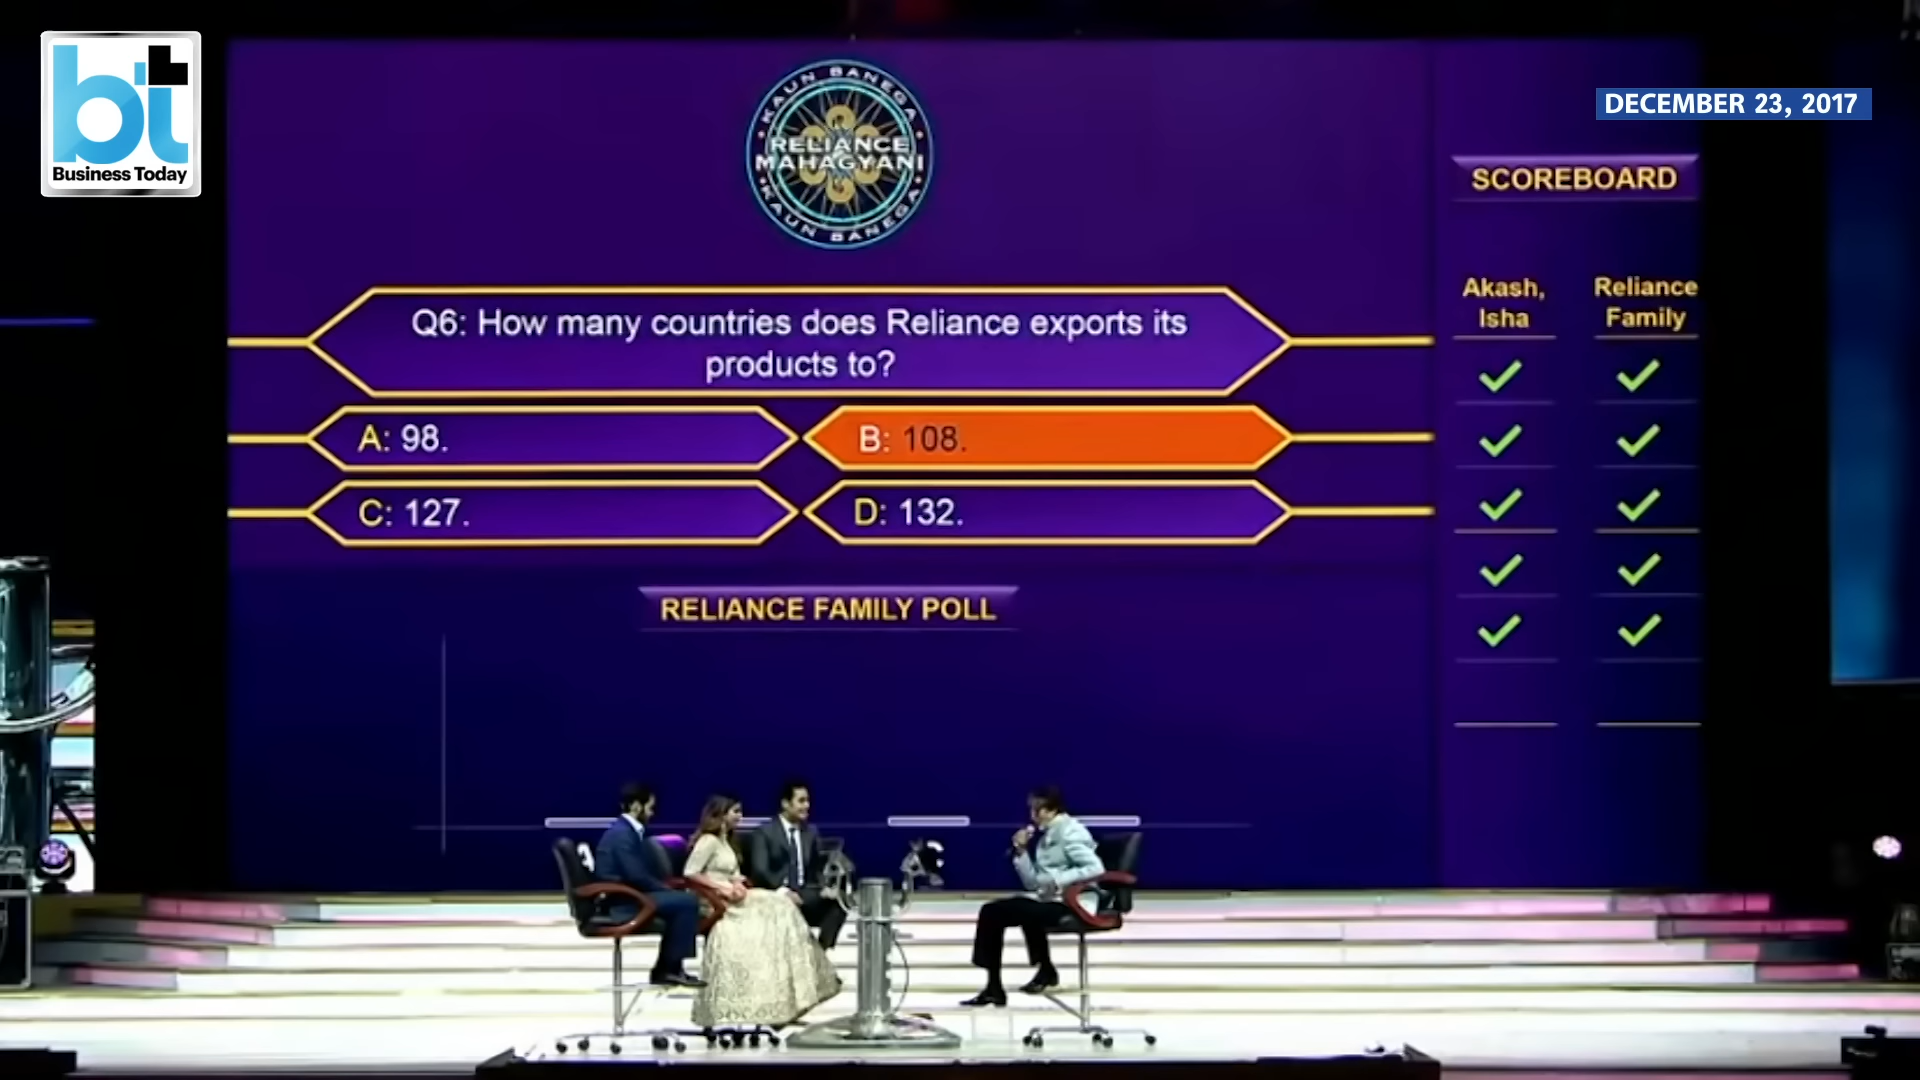 bt
Business Today
DECEMBER 23, 2017
KAUN BANEGA
RELIANCE
MAHAGYANI
KAUN BANEGA
SCOREBOARD
Akash,
Isha
Reliance
Family
Q6: How many countries does Reliance exports its
products to?
A: 98.
B: 108.
C: 127.
D: 132.
RELIANCE FAMILY POLL